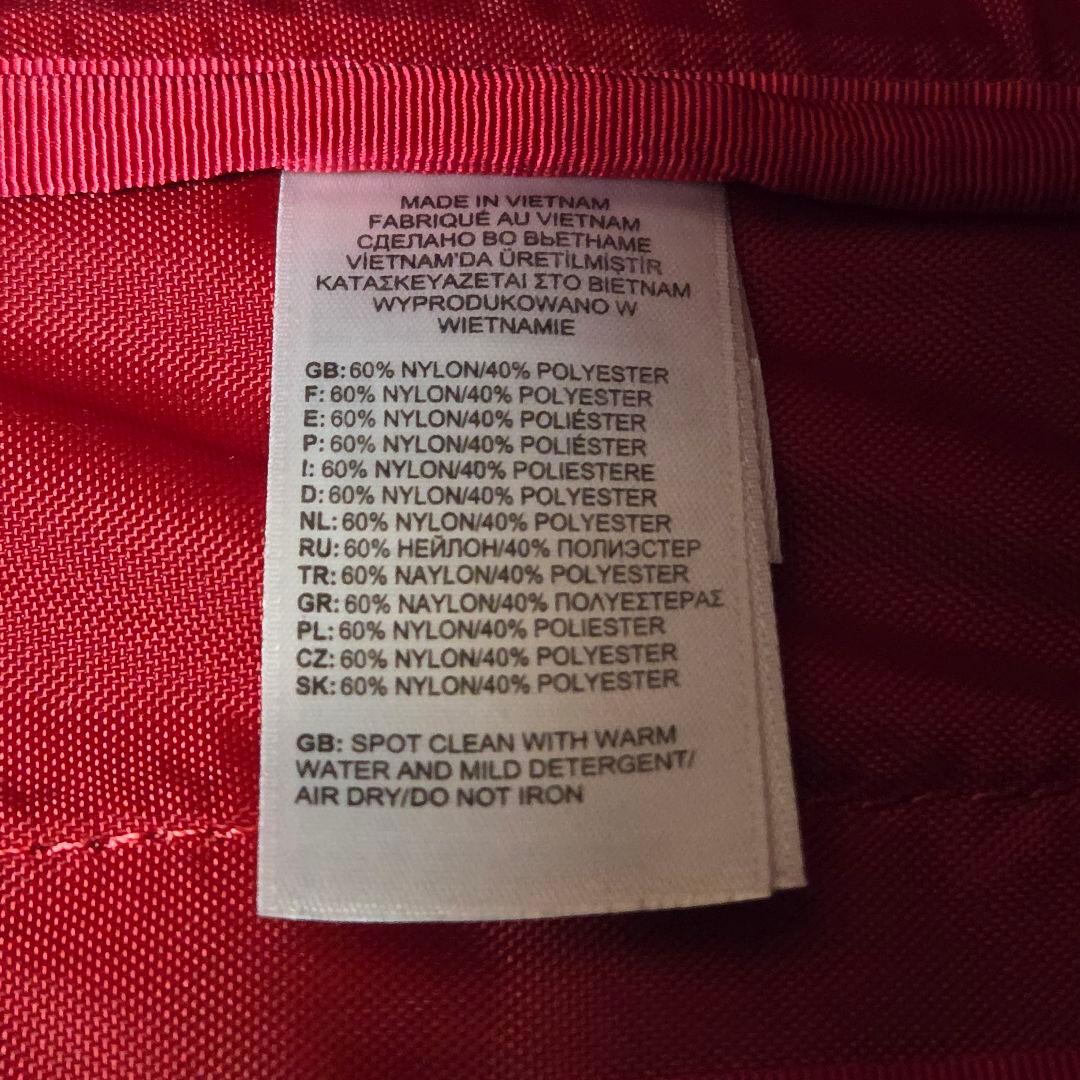 MADE IN VIETNAM
FABRIQUÉ AU VIETNAM
СДЕЛАНО ВО ВЬЕТНАМЕ
VİETNAM'DA ÜRETİLMİŞTİR
ΚΑΤΑΣΚΕΥΑΖΕΤΑΙ ΣΤΟ ΒΙΕΤΝΑΜ
WYPRODUKOWANO W
WIETNAMIE
GB: 60% NYLON/40% POLYESTER
F: 60% NYLON/40% POLYESTER
E: 60% NYLON/40% POLIÉSTER
P: 60% NYLON/40% POLIÉSTER
I: 60% NYLON/40% POLIESTERE
D: 60% NYLON/40% POLYESTER
NL: 60% NYLON/40% POLYESTER
RU: 60% НЕЙЛОН/40% ПОЛИЭСТЕР
TR: 60% NAYLON/40% POLYESTER
GR: 60% NAYLON/40% ΠΟΛΥΕΣΤΕΡΑΣ
PL: 60% NYLON/40% POLIESTER
CZ: 60% NYLON/40% POLYESTER
SK: 60% NYLON/40% POLYESTER
GB: SPOT CLEAN WITH WARM
WATER AND MILD DETERGENT/
AIR DRY/DO NOT IRON